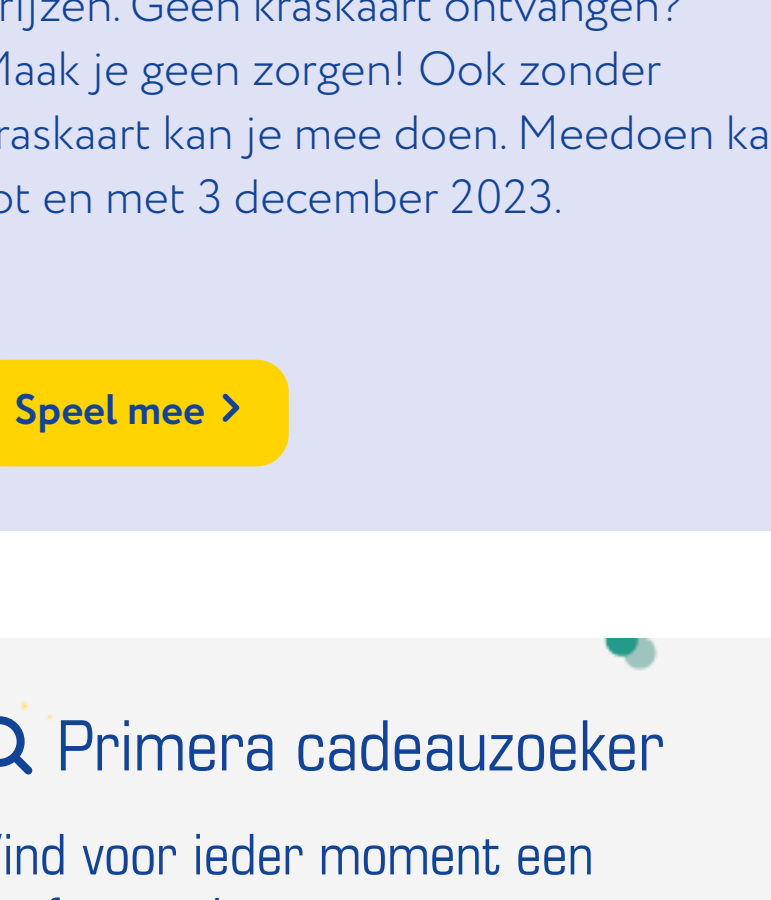 rijzen. Geen kraskaart ontvangen?
Maak je geen zorgen! Ook zonder
raskaart kan je mee doen. Meedoen ka
ot en met 3 december 2023.
Speel mee
Primera cadeauzoeker
Vind voor ieder moment een